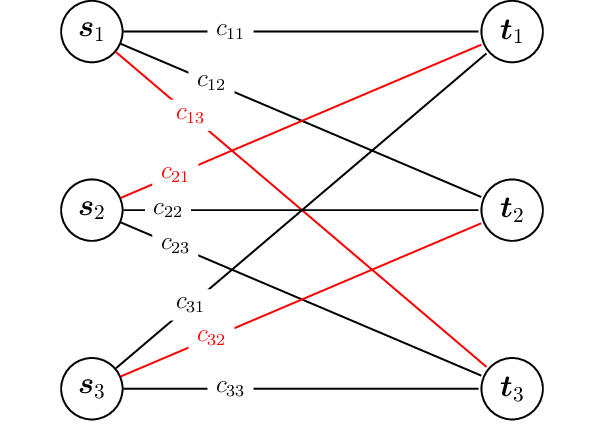 s₁ c₁₁ t₁
c₁₂
c₁₃
c₂₁
s₂ c₂₂ t₂
c₂₃
c₃₁
c₃₂
s₃ c₃₃ t₃